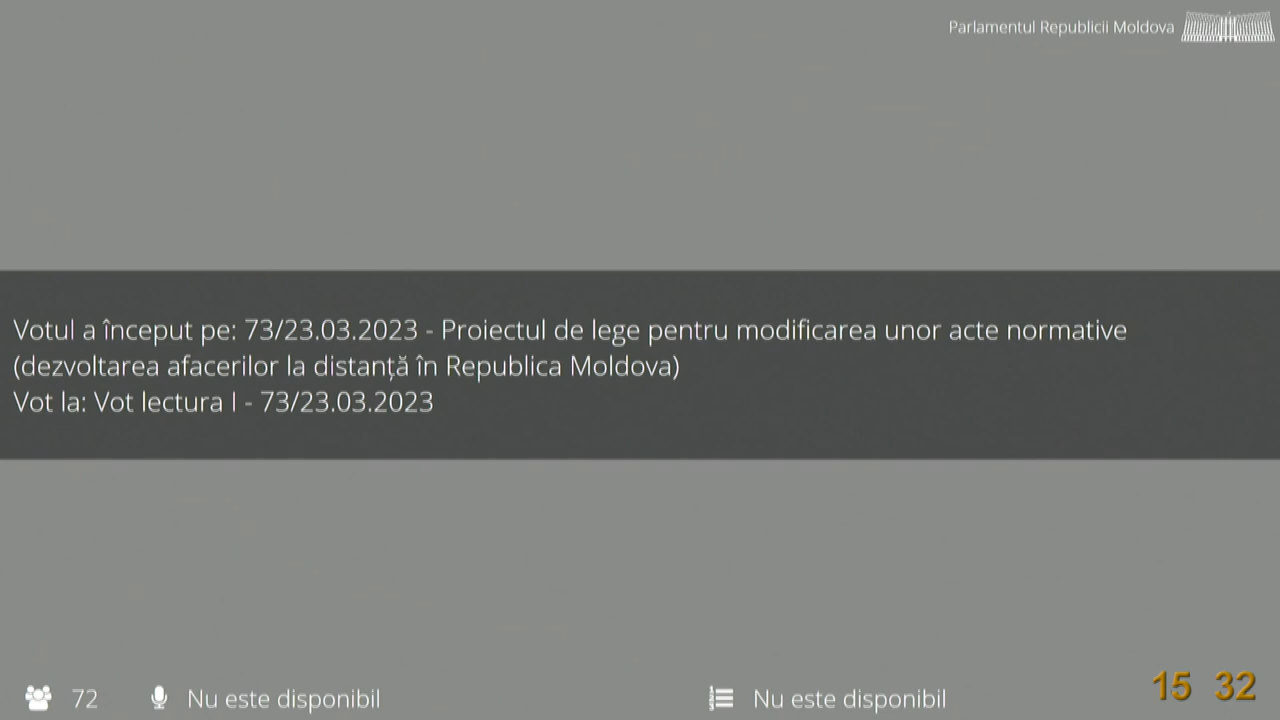 Parlamentul Republicii Moldova
Votul a început pe: 73/23.03.2023 - Proiectul de lege pentru modificarea unor acte normative
(dezvoltarea afacerilor la distanță în Republica Moldova)
Vot la: Vot lectura I - 73/23.03.2023
72 Nu este disponibil Nu este disponibil 15 32